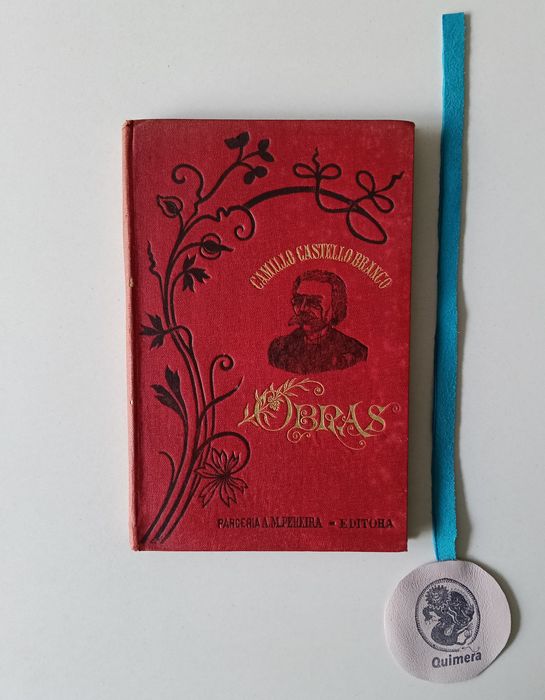 CAMILLO CASTELLO BRANCO
OBRAS
PARCERIA A. M. PEREIRA - EDITORA
Quimera